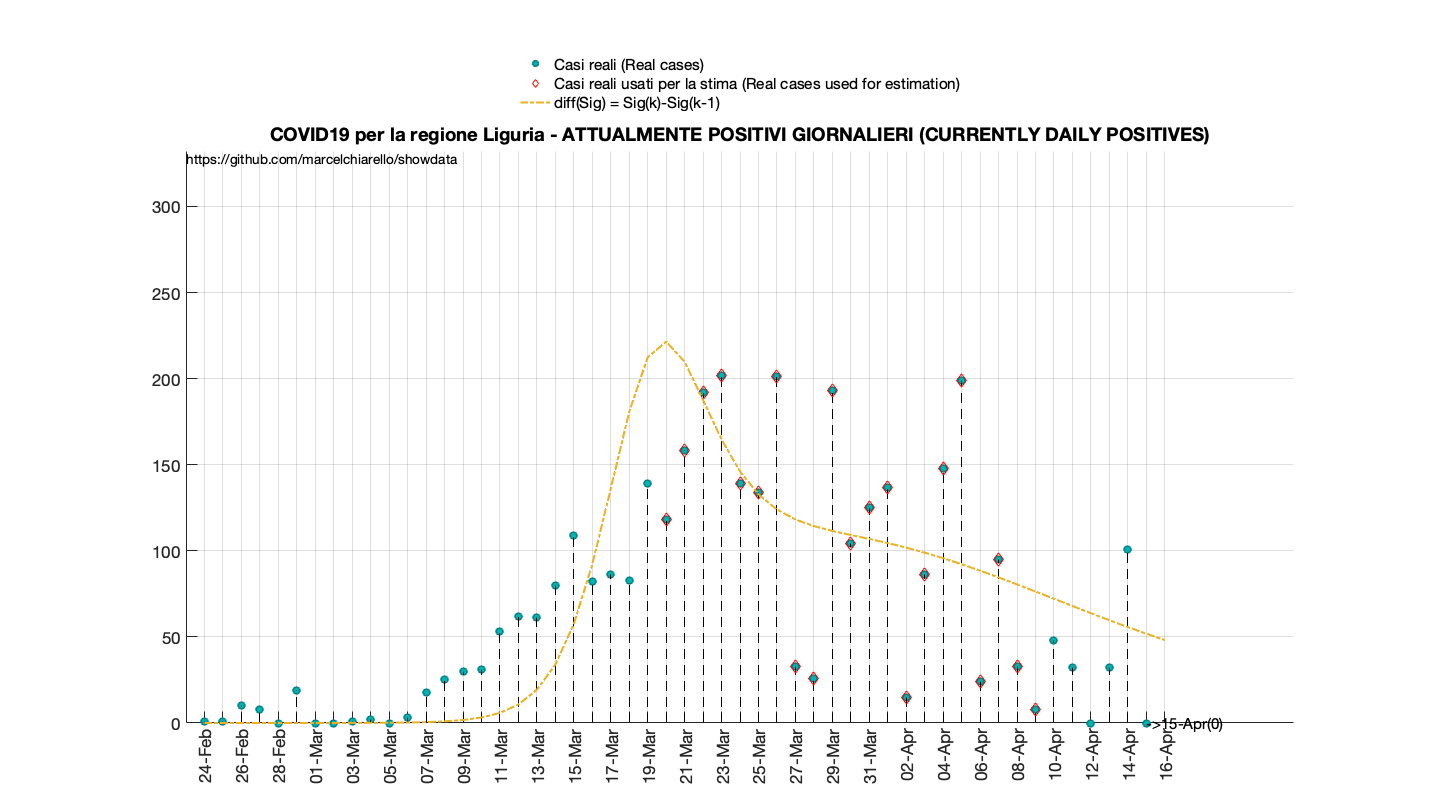 Casi reali (Real cases)
Casi reali usati per la stima (Real cases used for estimation)
diff(Sig) = Sig(k)-Sig(k-1)
COVID19 per la regione Liguria - ATTUALMENTE POSITIVI GIORNALIERI (CURRENTLY DAILY POSITIVES)
https://github.com/marcelchiarello/showdata
300
250
200
150
100
50
0
->15-Apr(0)
24-Feb
26-Feb
28-Feb
01-Mar
03-Mar
05-Mar
07-Mar
09-Mar
11-Mar
13-Mar
15-Mar
17-Mar
19-Mar
21-Mar
23-Mar
25-Mar
27-Mar
29-Mar
31-Mar
02-Apr
04-Apr
06-Apr
08-Apr
10-Apr
12-Apr
14-Apr
16-Apr